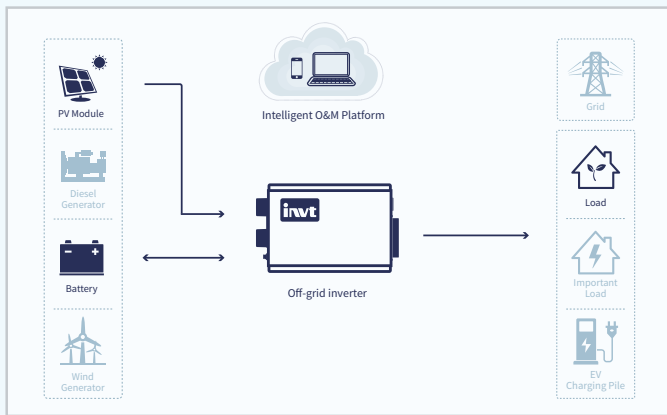 PV Module
Diesel
Generator
Battery
Wind
Generator
Intelligent O&M Platform
invt
Off-grid inverter
Grid
Load
Important
Load
EV
Charging Pile